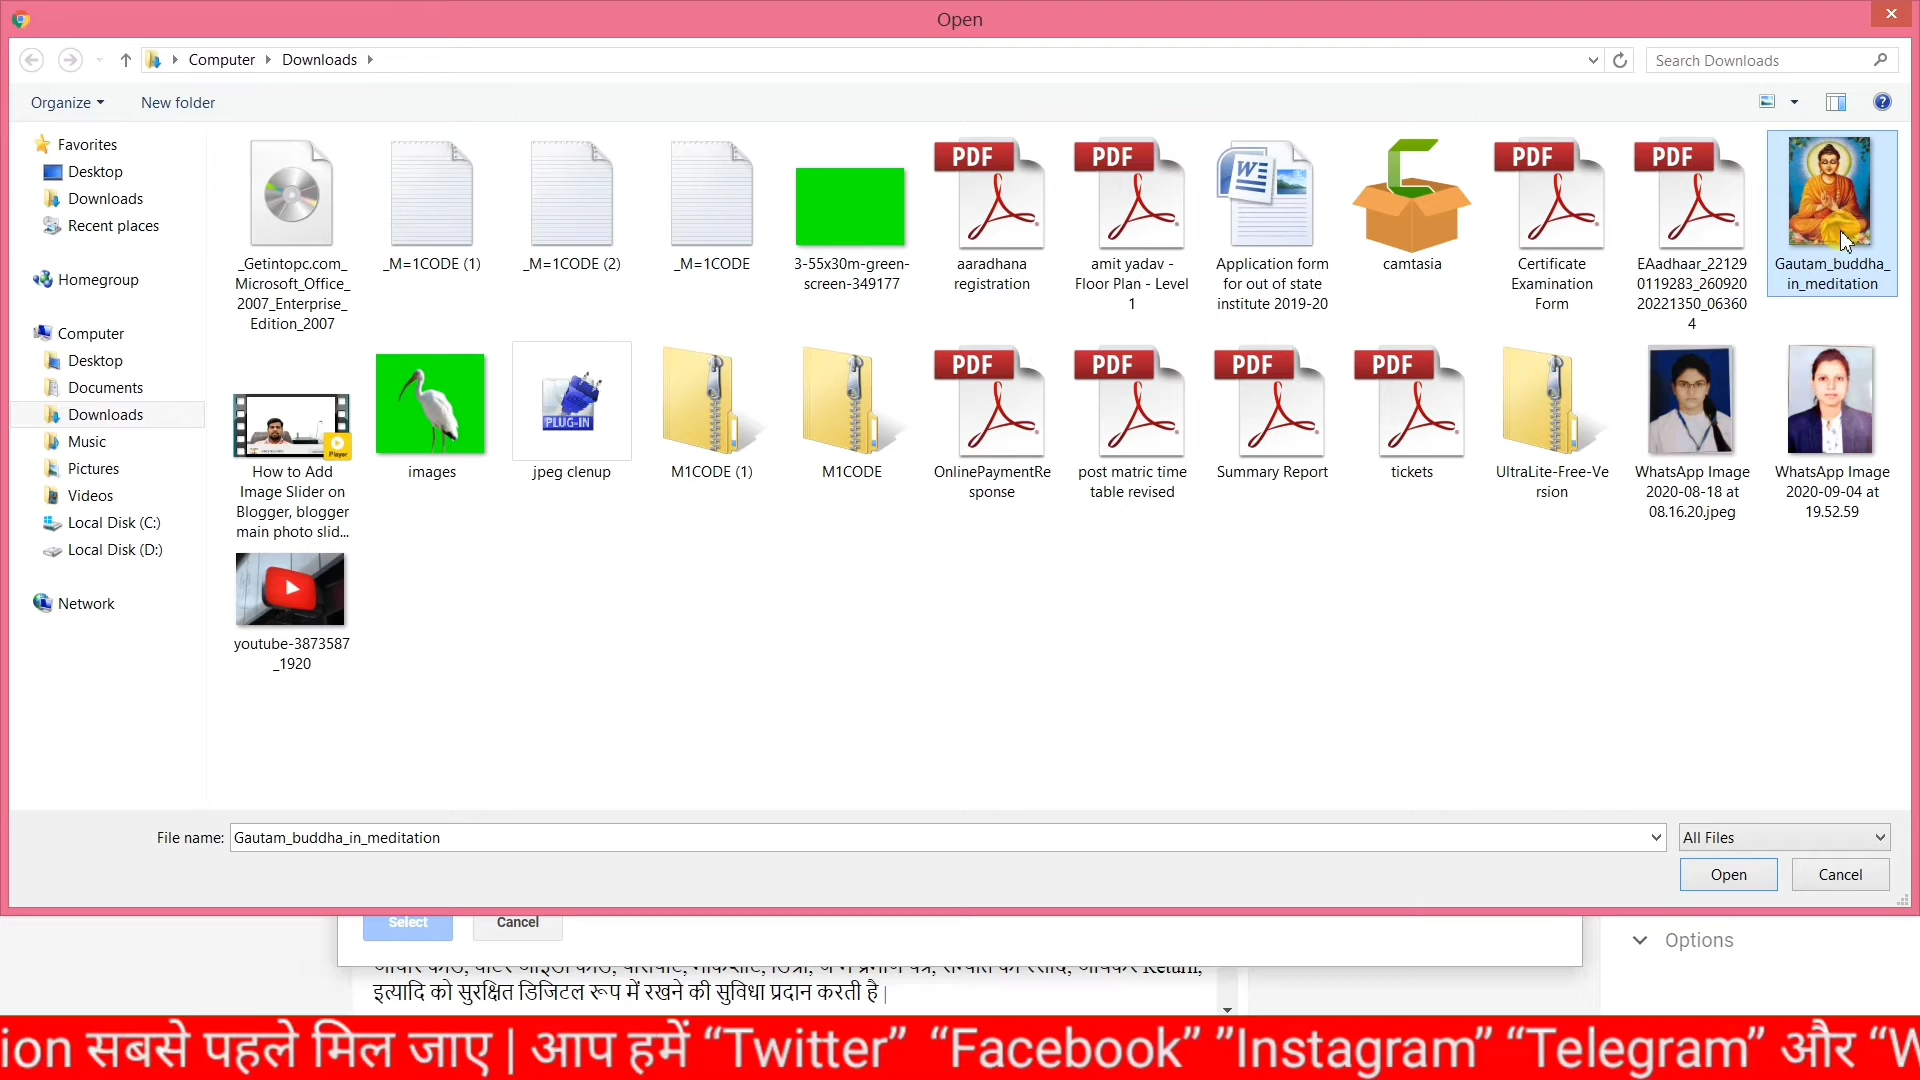 Open
Computer
Downloads
Search Downloads
Organize
New folder
Favorites
Desktop
Downloads
Recent places
Homegroup
Computer
Desktop
Documents
Downloads
Music
Pictures
Videos
Local Disk (C:)
Local Disk (D:)
Network
_Getintopc.com_
Microsoft_Office_
2007_Enterprise_
Edition_2007
_M=1CODE (1)
_M=1CODE (2)
_M=1CODE
3-55x30m-green-
screen-349177
PDF
aaradhana
registration
PDF
amit yadav -
Floor Plan - Level
1
W
Application form
for out of state
institute 2019-20
camtasia
PDF
Certificate
Examination
Form
PDF
EAadhaar_22129
0119283_260920
20221350_06360
4
Gautam_buddha_
in_meditation
Player
How to Add
Image Slider on
Blogger, blogger
main photo slid...
images
PLUG-IN
jpeg clenup
M1CODE (1)
M1CODE
PDF
OnlinePaymentRe
sponse
PDF
post matric time
table revised
PDF
Summary Report
PDF
tickets
UltraLite-Free-Ve
rsion
WhatsApp Image
2020-08-18 at
08.16.20.jpeg
WhatsApp Image
2020-09-04 at
19.52.59
youtube-3873587
_1920
File name:
Gautam_buddha_in_meditation
All Files
Open
Cancel
Select
Cancel
Options
इत्यादि को सुरक्षित डिजिटल रूप में रखने की सुविधा प्रदान करती है |
ion सबसे पहले मिल जाए | आप हमें “Twitter” “Facebook” ”Instagram” “Telegram” और “W